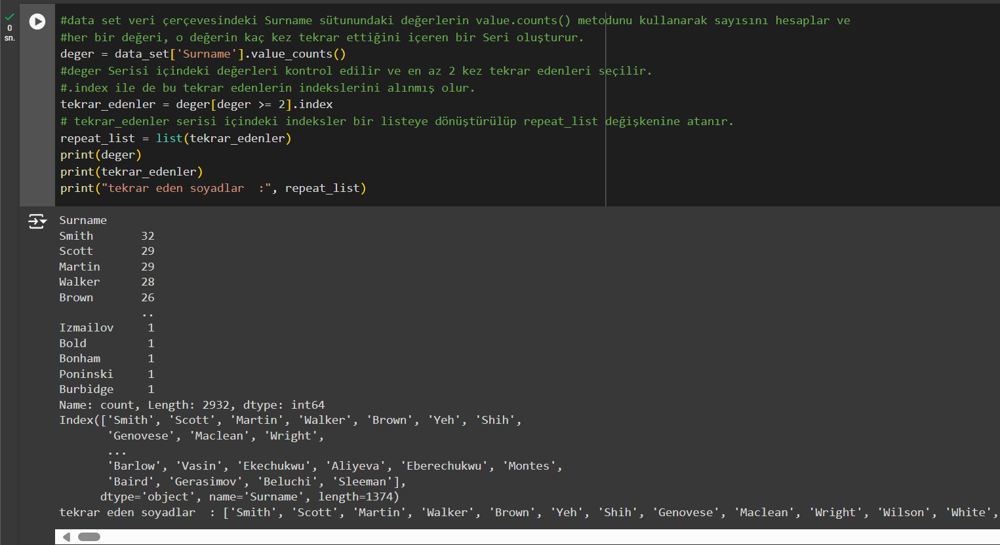 0
sn.
#data set veri çerçevesindeki Surname sütunundaki değerlerin value.counts() metodunu kullanarak sayısını hesaplar ve
#her bir değeri, o değerin kaç kez tekrar ettiğini içeren bir Seri oluşturur.
deger = data_set['Surname'].value_counts()
#deger Serisi içindeki değerleri kontrol edilir ve en az 2 kez tekrar edenleri seçilir.
#.index ile de bu tekrar edenlerin indekslerini alınmış olur.
tekrar_edenler = deger[deger >= 2].index
# tekrar_edenler serisi içindeki indeksler bir listeye dönüştürülüp repeat_list değişkenine atanır.
repeat_list = list(tekrar_edenler)
print(deger)
print(tekrar_edenler)
print("tekrar eden soyadlar  :", repeat_list)
Surname
Smith       32
Scott       29
Martin      29
Walker      28
Brown       26
            ..
Izmailov     1
Bold         1
Bonham       1
Poninski     1
Burbidge     1
Name: count, Length: 2932, dtype: int64
Index(['Smith', 'Scott', 'Martin', 'Walker', 'Brown', 'Yeh', 'Shih',
       'Genovese', 'Maclean', 'Wright',
       ...
       'Barlow', 'Vasin', 'Ekechukwu', 'Aliyeva', 'Eberechukwu', 'Montes',
       'Baird', 'Gerasimov', 'Beluchi', 'Sleeman'],
      dtype='object', name='Surname', length=1374)
tekrar eden soyadlar  : ['Smith', 'Scott', 'Martin', 'Walker', 'Brown', 'Yeh', 'Shih', 'Genovese', 'Maclean', 'Wright', 'Wilson', 'White',